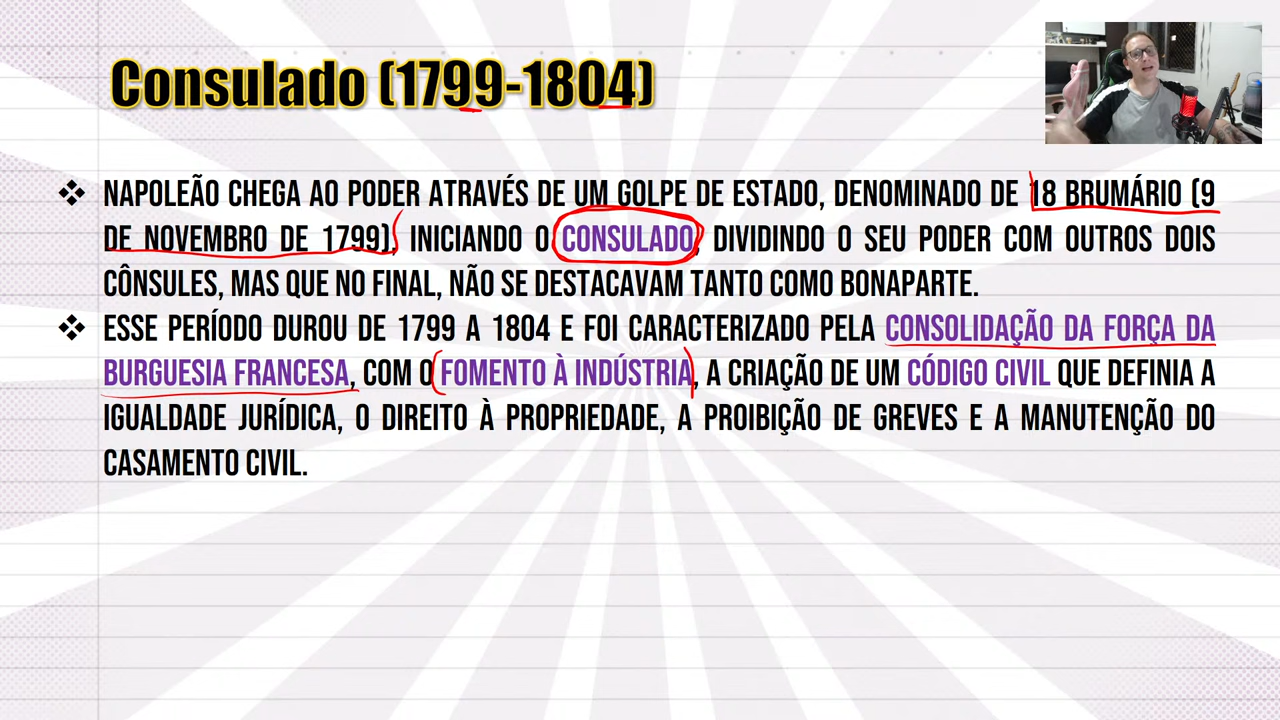 Consulado (1799-1804)
❖ NAPOLEÃO CHEGA AO PODER ATRAVÉS DE UM GOLPE DE ESTADO, DENOMINADO DE 18 BRUMÁRIO (9
DE NOVEMBRO DE 1799), INICIANDO O CONSULADO, DIVIDINDO O SEU PODER COM OUTROS DOIS
CÔNSULES, MAS QUE NO FINAL, NÃO SE DESTACAVAM TANTO COMO BONAPARTE.
❖ ESSE PERÍODO DUROU DE 1799 A 1804 E FOI CARACTERIZADO PELA CONSOLIDAÇÃO DA FORÇA DA
BURGUESIA FRANCESA, COM O FOMENTO À INDÚSTRIA, A CRIAÇÃO DE UM CÓDIGO CIVIL QUE DEFINIA A
IGUALDADE JURÍDICA, O DIREITO À PROPRIEDADE, A PROIBIÇÃO DE GREVES E A MANUTENÇÃO DO
CASAMENTO CIVIL.